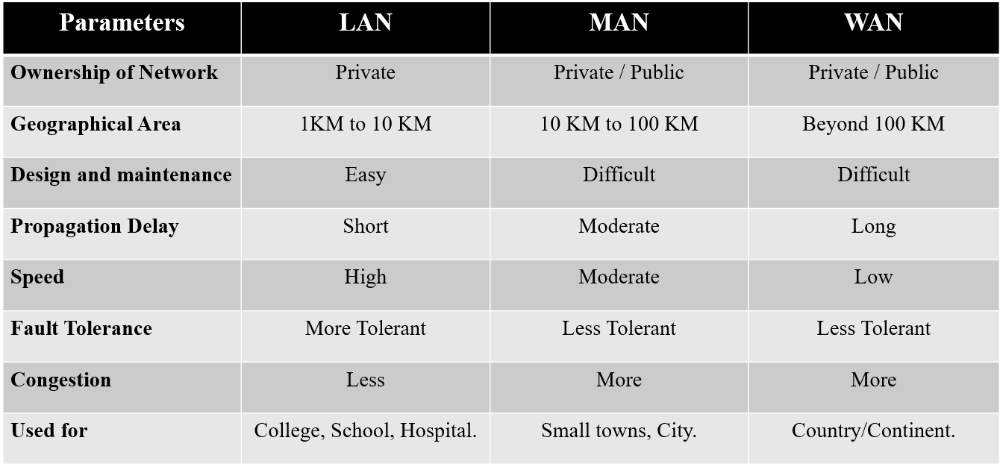 Parameters LAN MAN WAN
Ownership of Network Private Private / Public Private / Public
Geographical Area 1KM to 10 KM 10 KM to 100 KM Beyond 100 KM
Design and maintenance Easy Difficult Difficult
Propagation Delay Short Moderate Long
Speed High Moderate Low
Fault Tolerance More Tolerant Less Tolerant Less Tolerant
Congestion Less More More
Used for College, School, Hospital. Small towns, City. Country/Continent.